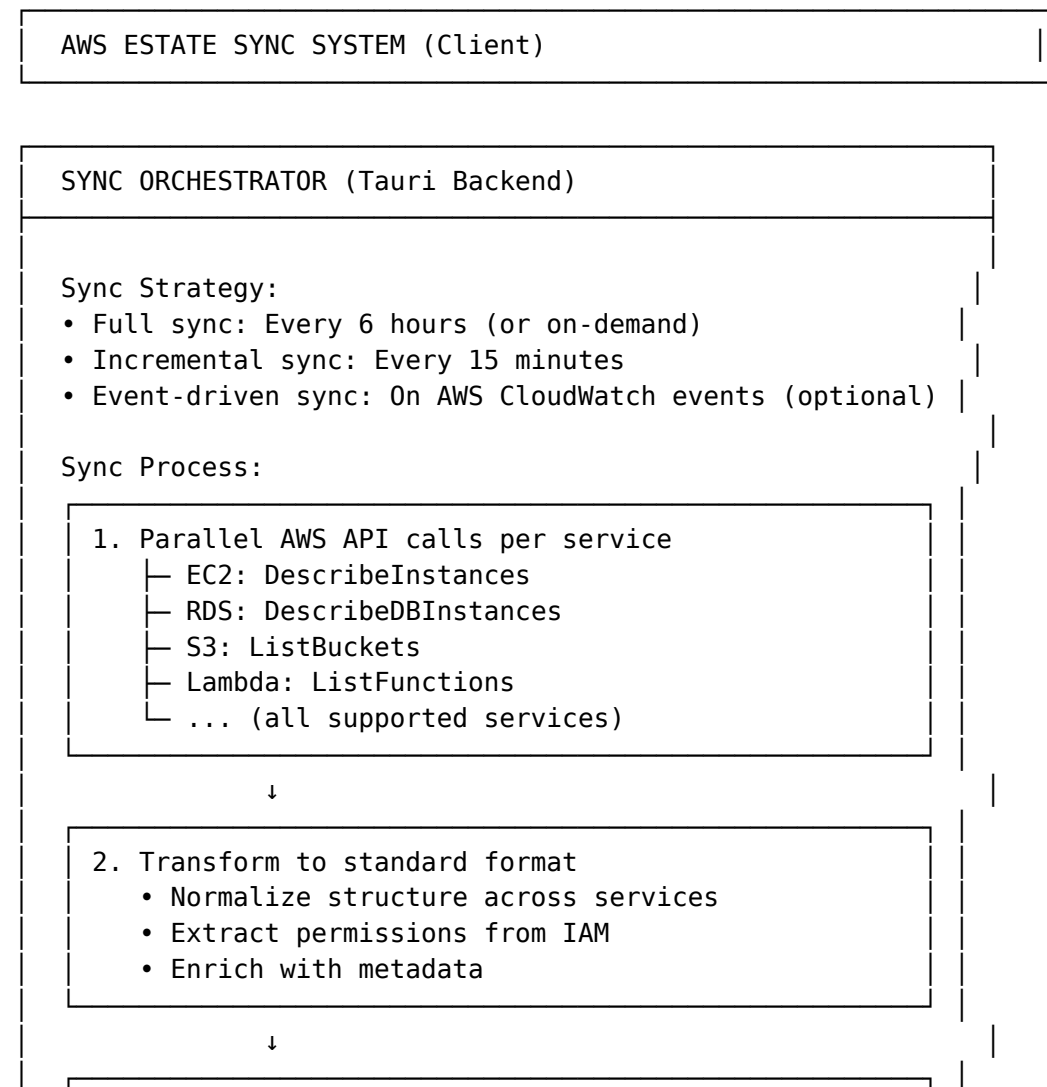 AWS ESTATE SYNC SYSTEM (Client)
SYNC ORCHESTRATOR (Tauri Backend)
Sync Strategy:
• Full sync: Every 6 hours (or on-demand)
• Incremental sync: Every 15 minutes
• Event-driven sync: On AWS CloudWatch events (optional)
Sync Process:
1. Parallel AWS API calls per service
├─ EC2: DescribeInstances
├─ RDS: DescribeDBInstances
├─ S3: ListBuckets
├─ Lambda: ListFunctions
└─ ... (all supported services)
↓
2. Transform to standard format
• Normalize structure across services
• Extract permissions from IAM
• Enrich with metadata
↓